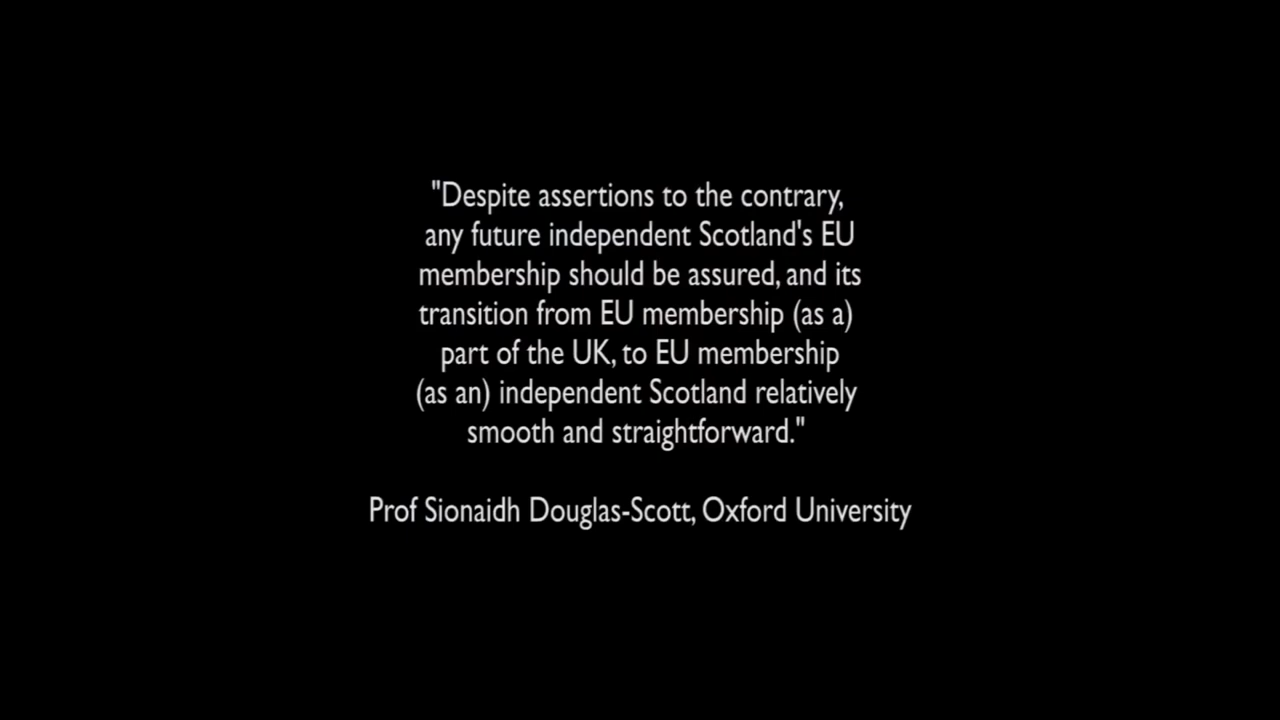 "Despite assertions to the contrary,
any future independent Scotland's EU
membership should be assured, and its
transition from EU membership (as a)
part of the UK, to EU membership
(as an) independent Scotland relatively
smooth and straightforward."
Prof Sionaidh Douglas-Scott, Oxford University